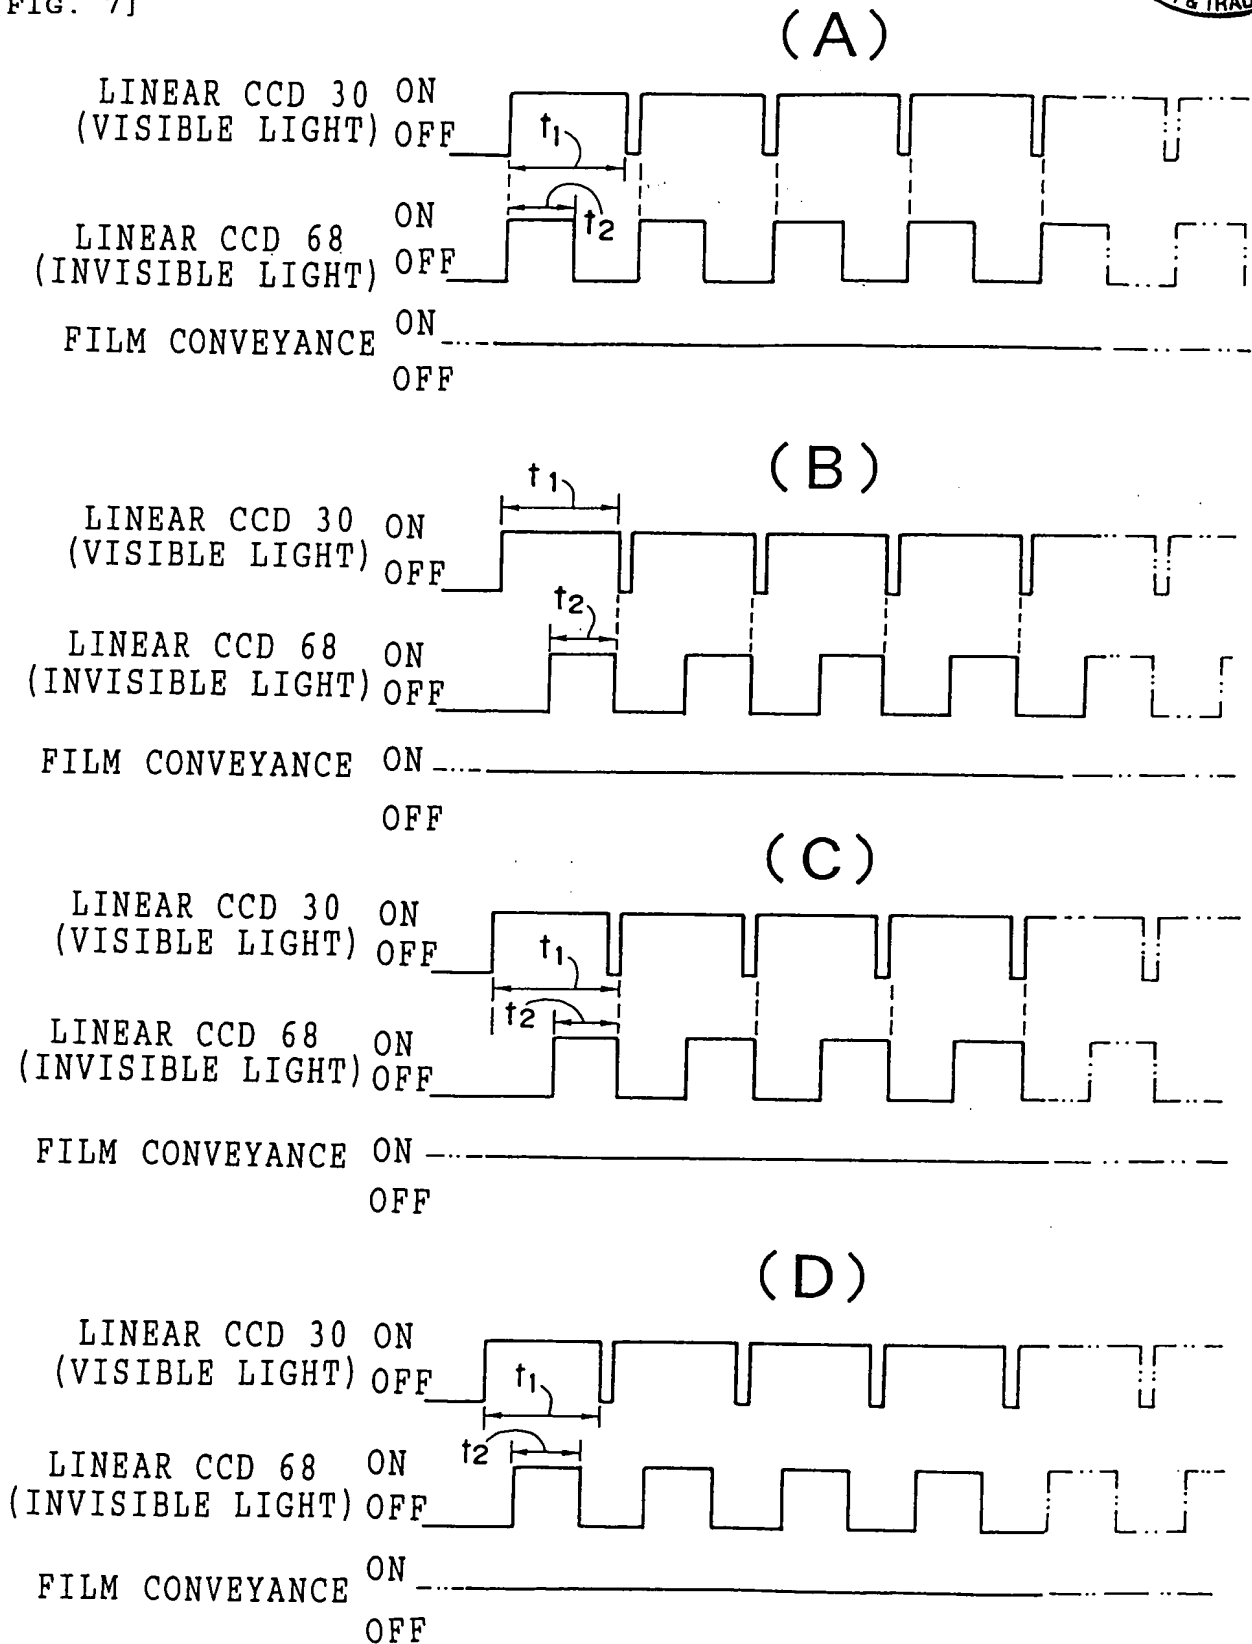 FIG. 7]
& TRAD
(A)
LINEAR CCD 30 ON
(VISIBLE LIGHT) OFF
t1
t2
LINEAR CCD 68 ON
(INVISIBLE LIGHT) OFF
FILM CONVEYANCE ON
OFF
(B)
t1
LINEAR CCD 30 ON
(VISIBLE LIGHT) OFF
t2
LINEAR CCD 68 ON
(INVISIBLE LIGHT) OFF
FILM CONVEYANCE ON
OFF
(C)
LINEAR CCD 30 ON
(VISIBLE LIGHT) OFF
t1
t2
LINEAR CCD 68 ON
(INVISIBLE LIGHT) OFF
FILM CONVEYANCE ON
OFF
(D)
LINEAR CCD 30 ON
(VISIBLE LIGHT) OFF
t1
t2
LINEAR CCD 68 ON
(INVISIBLE LIGHT) OFF
FILM CONVEYANCE ON
OFF